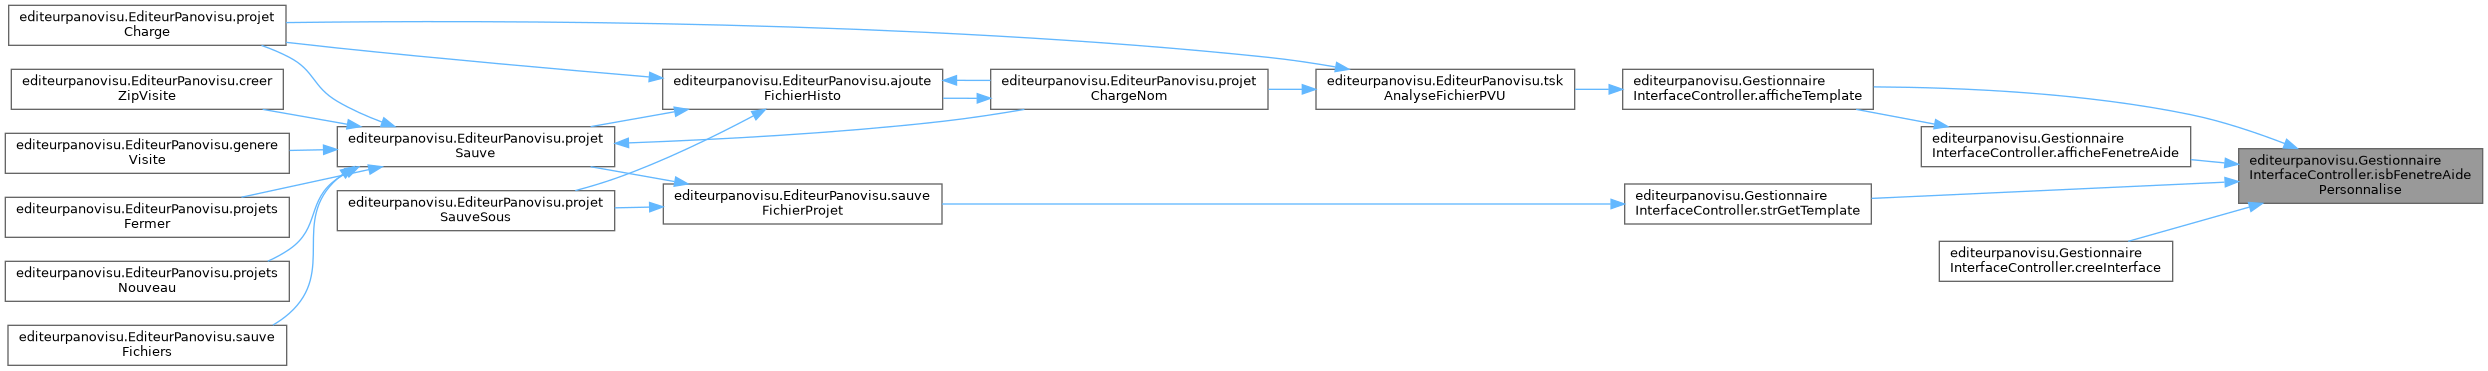 editeurpanovisu.EditeurPanovisu.projet
Charge
editeurpanovisu.EditeurPanovisu.creer
ZipVisite
editeurpanovisu.EditeurPanovisu.genere
Visite
editeurpanovisu.EditeurPanovisu.projets
Fermer
editeurpanovisu.EditeurPanovisu.projets
Nouveau
editeurpanovisu.EditeurPanovisu.sauve
Fichiers
editeurpanovisu.EditeurPanovisu.projet
Sauve
editeurpanovisu.EditeurPanovisu.projet
SauveSous
editeurpanovisu.EditeurPanovisu.ajoute
FichierHisto
editeurpanovisu.EditeurPanovisu.sauve
FichierProjet
editeurpanovisu.EditeurPanovisu.projet
ChargeNom
editeurpanovisu.EditeurPanovisu.tsk
AnalyseFichierPVU
editeurpanovisu.Gestionnaire
InterfaceController.afficheTemplate
editeurpanovisu.Gestionnaire
InterfaceController.strGetTemplate
editeurpanovisu.Gestionnaire
InterfaceController.afficheFenetreAide
editeurpanovisu.Gestionnaire
InterfaceController.creeInterface
editeurpanovisu.Gestionnaire
InterfaceController.isbFenetreAide
Personnalise